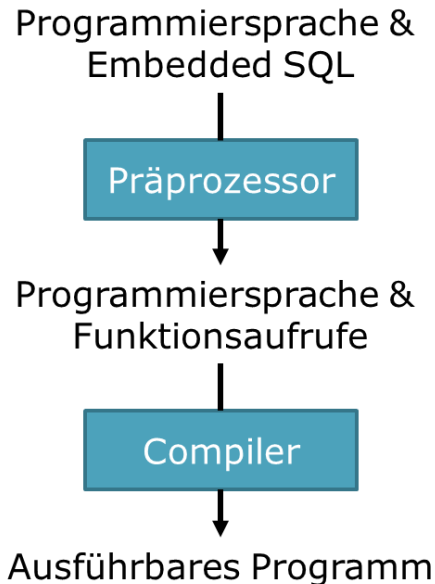 Programmiersprache &
Embedded SQL
Präprozessor
Programmiersprache &
Funktionsaufrufe
Compiler
Ausführbares Programm